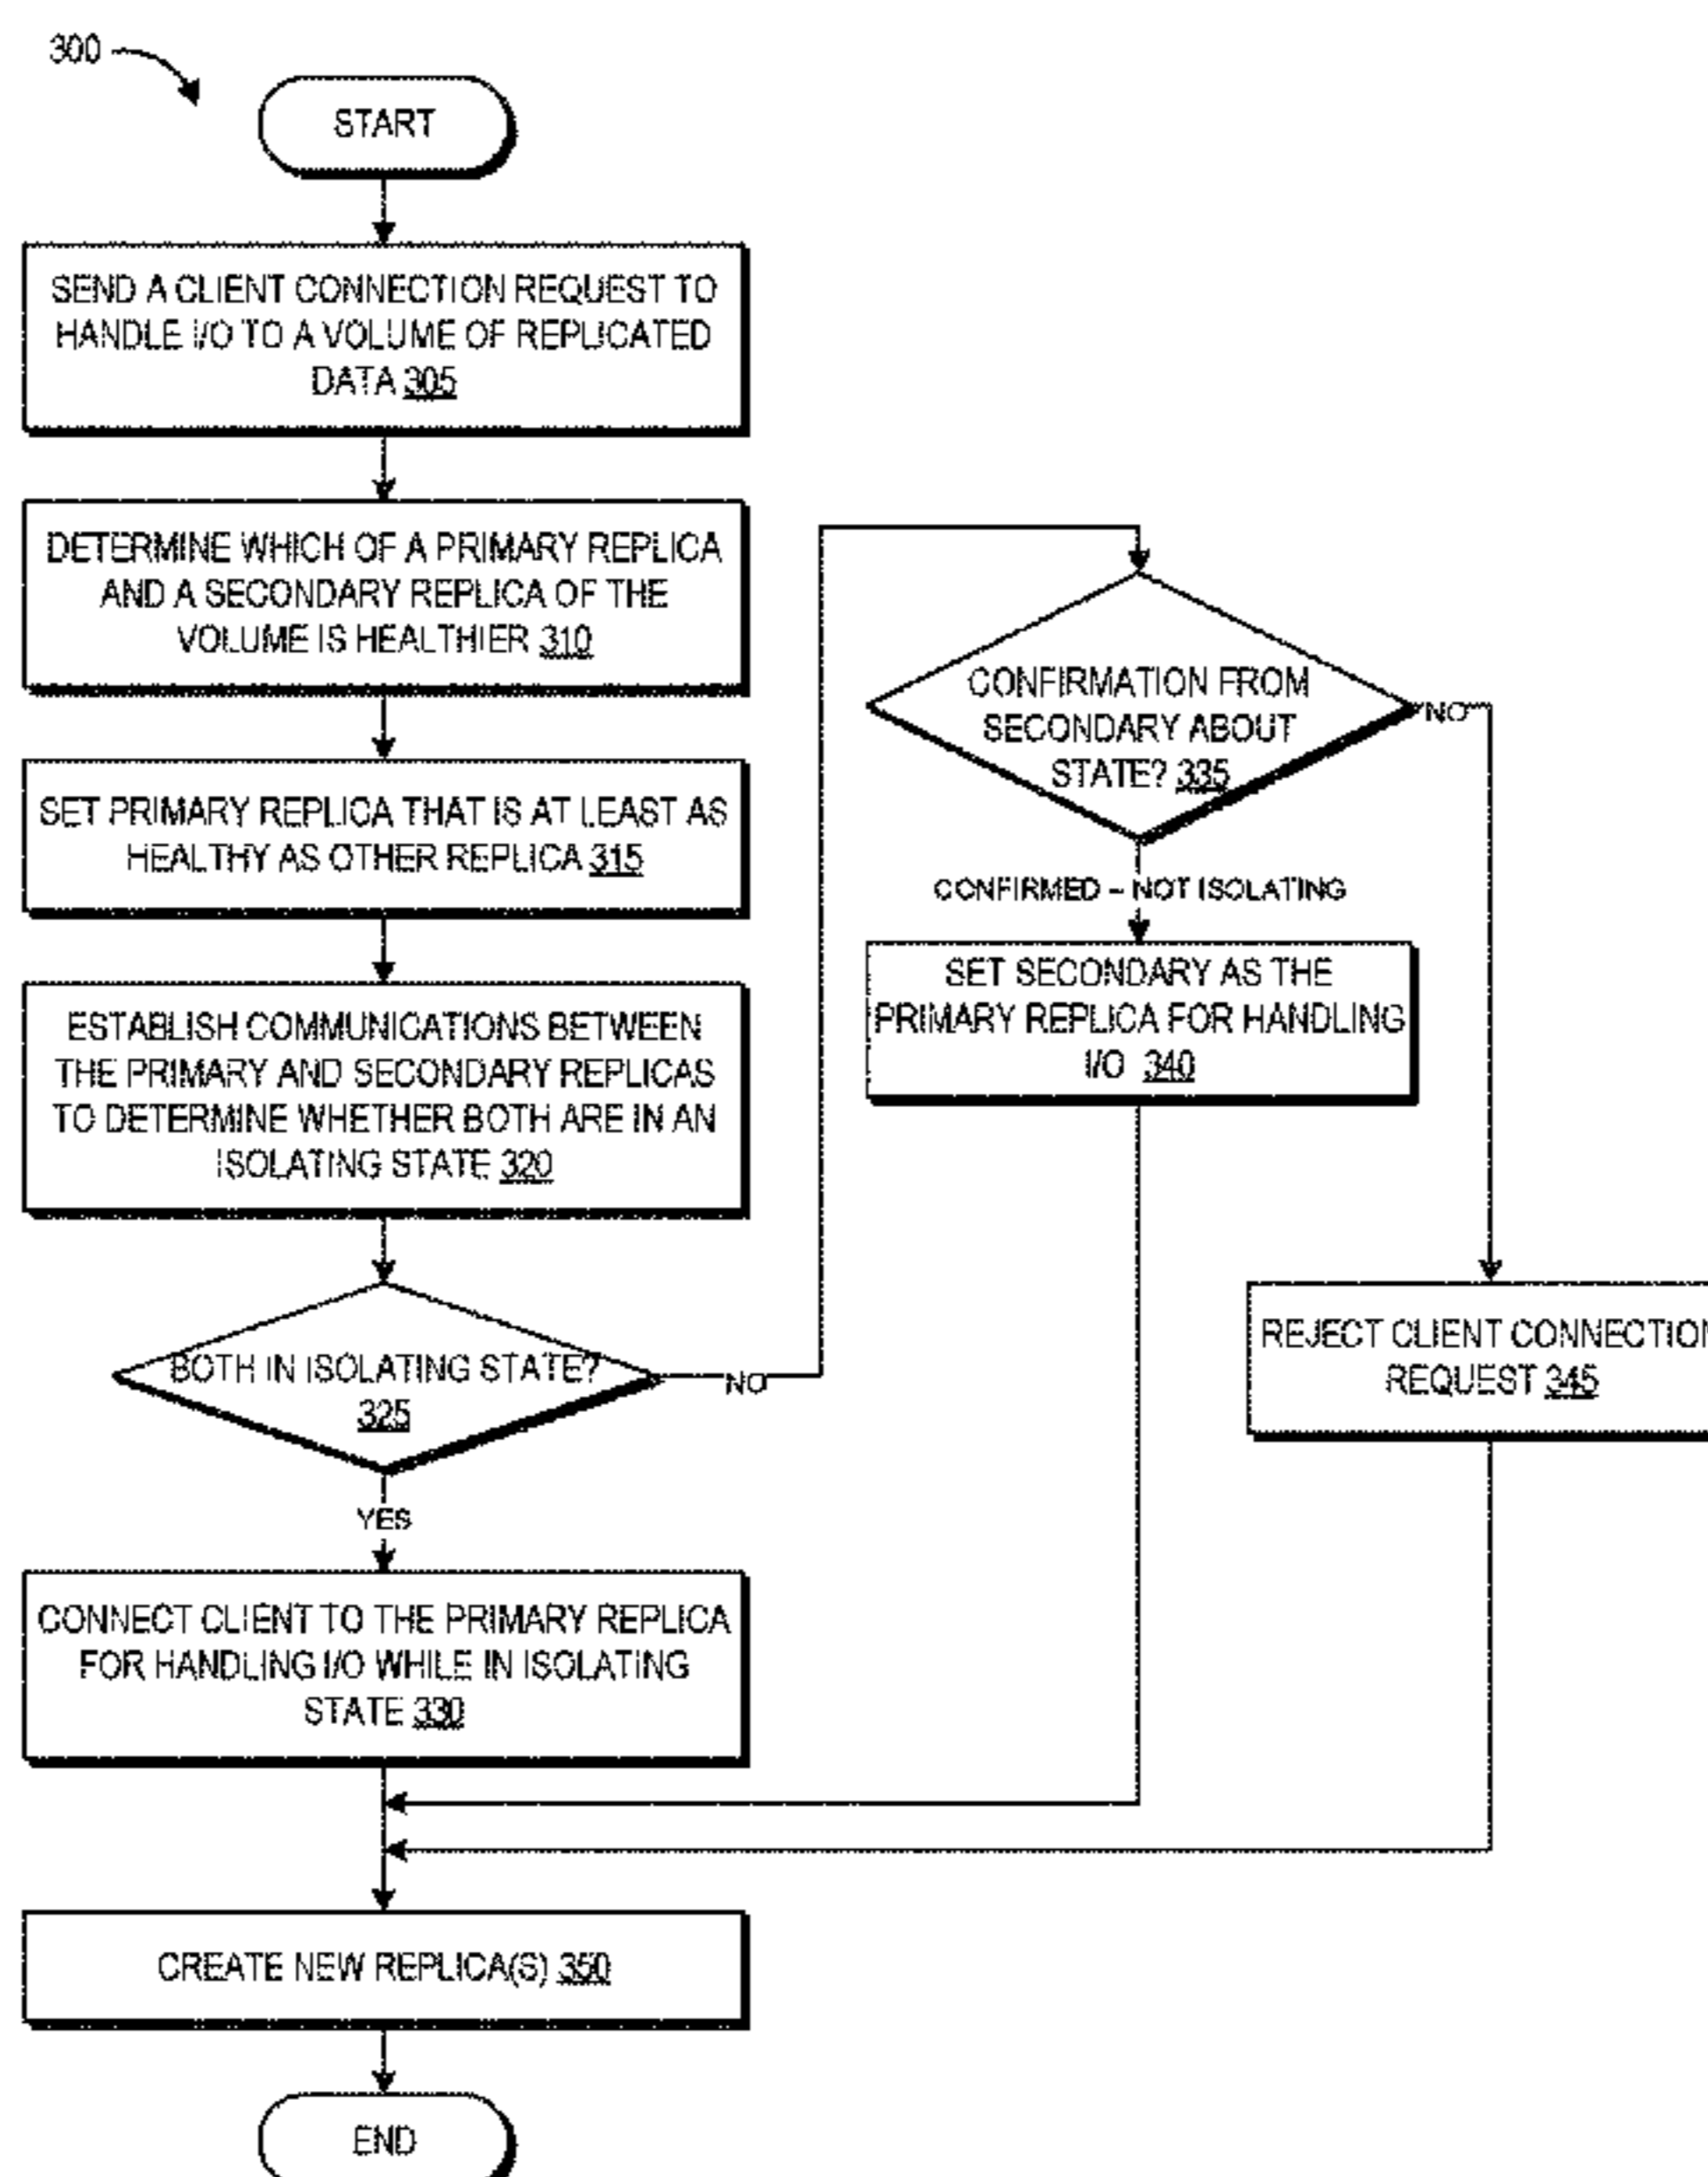 300
START
SEND A CLIENT CONNECTION REQUEST TO
HANDLE I/O TO A VOLUME OF REPLICATED
DATA 305
DETERMINE WHICH OF A PRIMARY REPLICA
AND A SECONDARY REPLICA OF THE
VOLUME IS HEALTHIER 310
SET PRIMARY REPLICA THAT IS AT LEAST AS
HEALTHY AS OTHER REPLICA 315
ESTABLISH COMMUNICATIONS BETWEEN
THE PRIMARY AND SECONDARY REPLICAS
TO DETERMINE WHETHER BOTH ARE IN AN
ISOLATING STATE 320
BOTH IN ISOLATING STATE?
325
NO
YES
CONNECT CLIENT TO THE PRIMARY REPLICA
FOR HANDLING I/O WHILE IN ISOLATING
STATE 330
CONFIRMATION FROM
SECONDARY ABOUT
STATE? 335
NO
CONFIRMED – NOT ISOLATING
SET SECONDARY AS THE
PRIMARY REPLICA FOR HANDLING
I/O 340
REJECT CLIENT CONNECTION
REQUEST 345
CREATE NEW REPLICA(S) 350
END